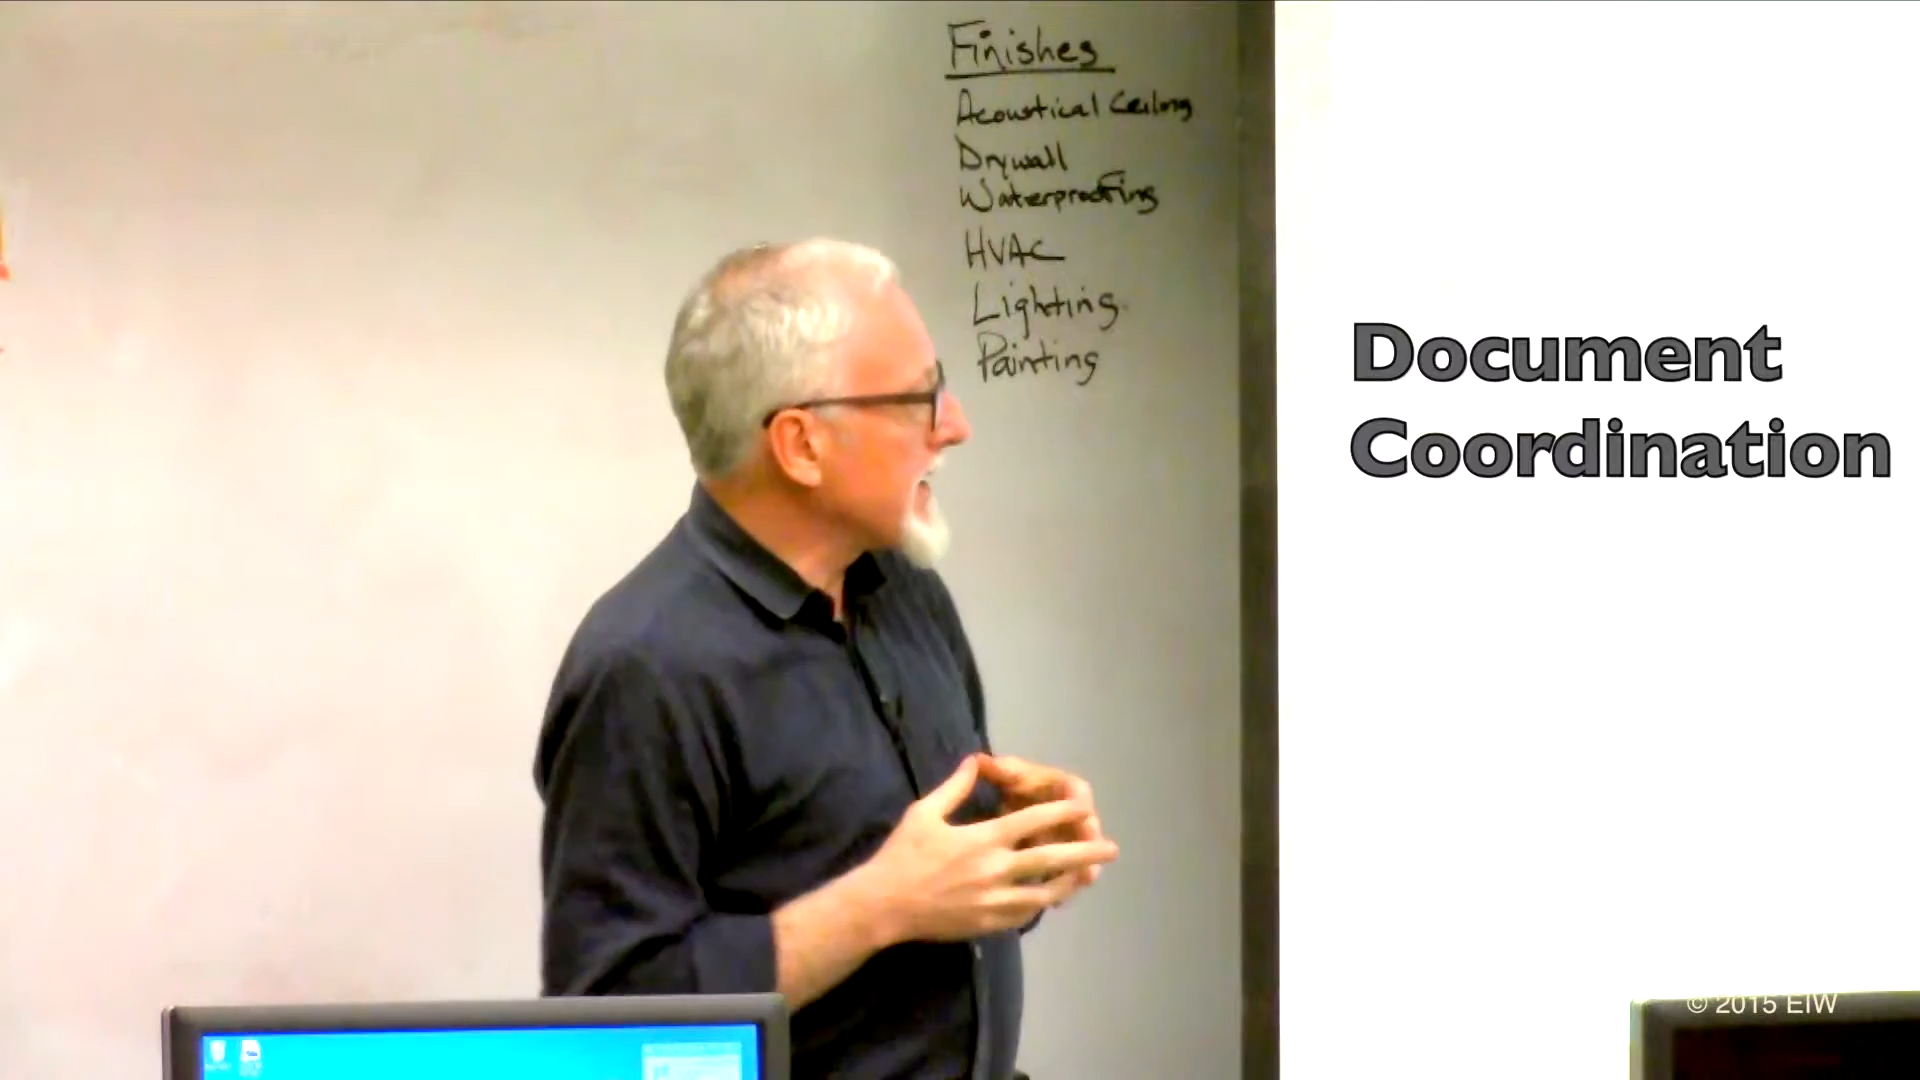 Finishes
Acoustical Ceiling
Drywall
Waterproofing
HVAC
Lighting
Painting
Document
Coordination
© 2015 EIW